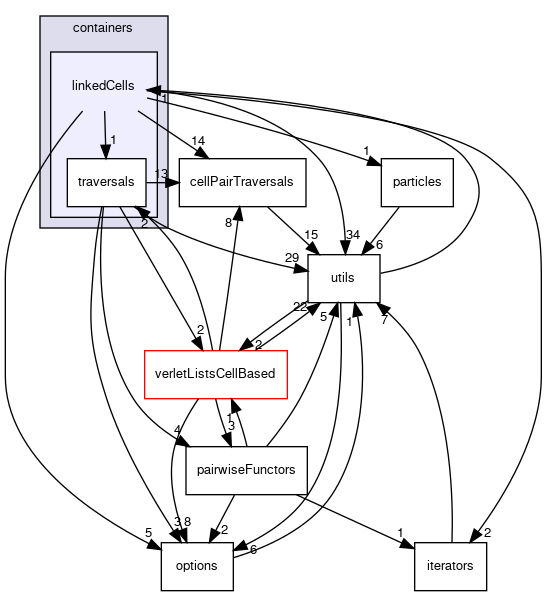 containers
linkedCells
1
1
14
1
traversals
13
cellPairTraversals
particles
2
8
15
34
6
29
utils
22
5
1
7
2
2
verletListsCellBased
1
3
4
pairwiseFunctors
3
8
2
5
6
1
2
options
iterators